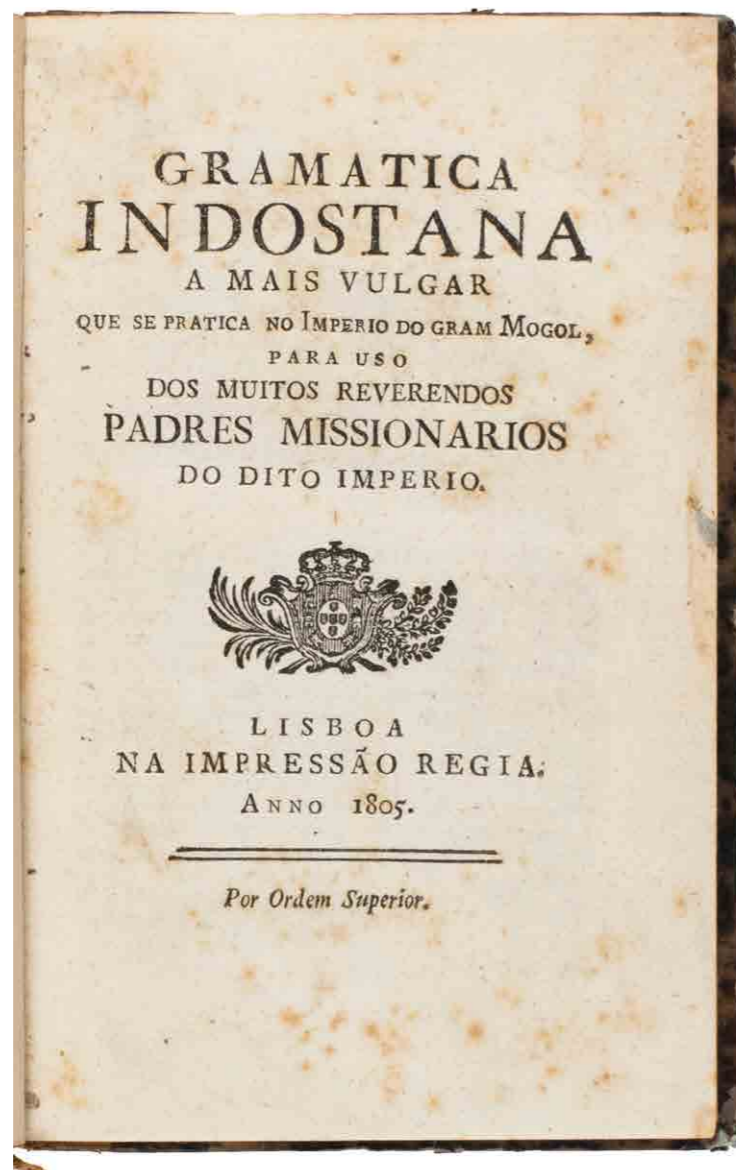 GRAMATICA
INDOSTANA
A MAIS VULGAR
QUE SE PRATICA NO IMPERIO DO GRAM MOGOL,
PARA USO
DOS MUITOS REVERENDOS
PADRES MISSIONARIOS
DO DITO IMPERIO.
LISBOA
NA IMPRESSÃO REGIA.
ANNO 1805.
Por Ordem Superior.